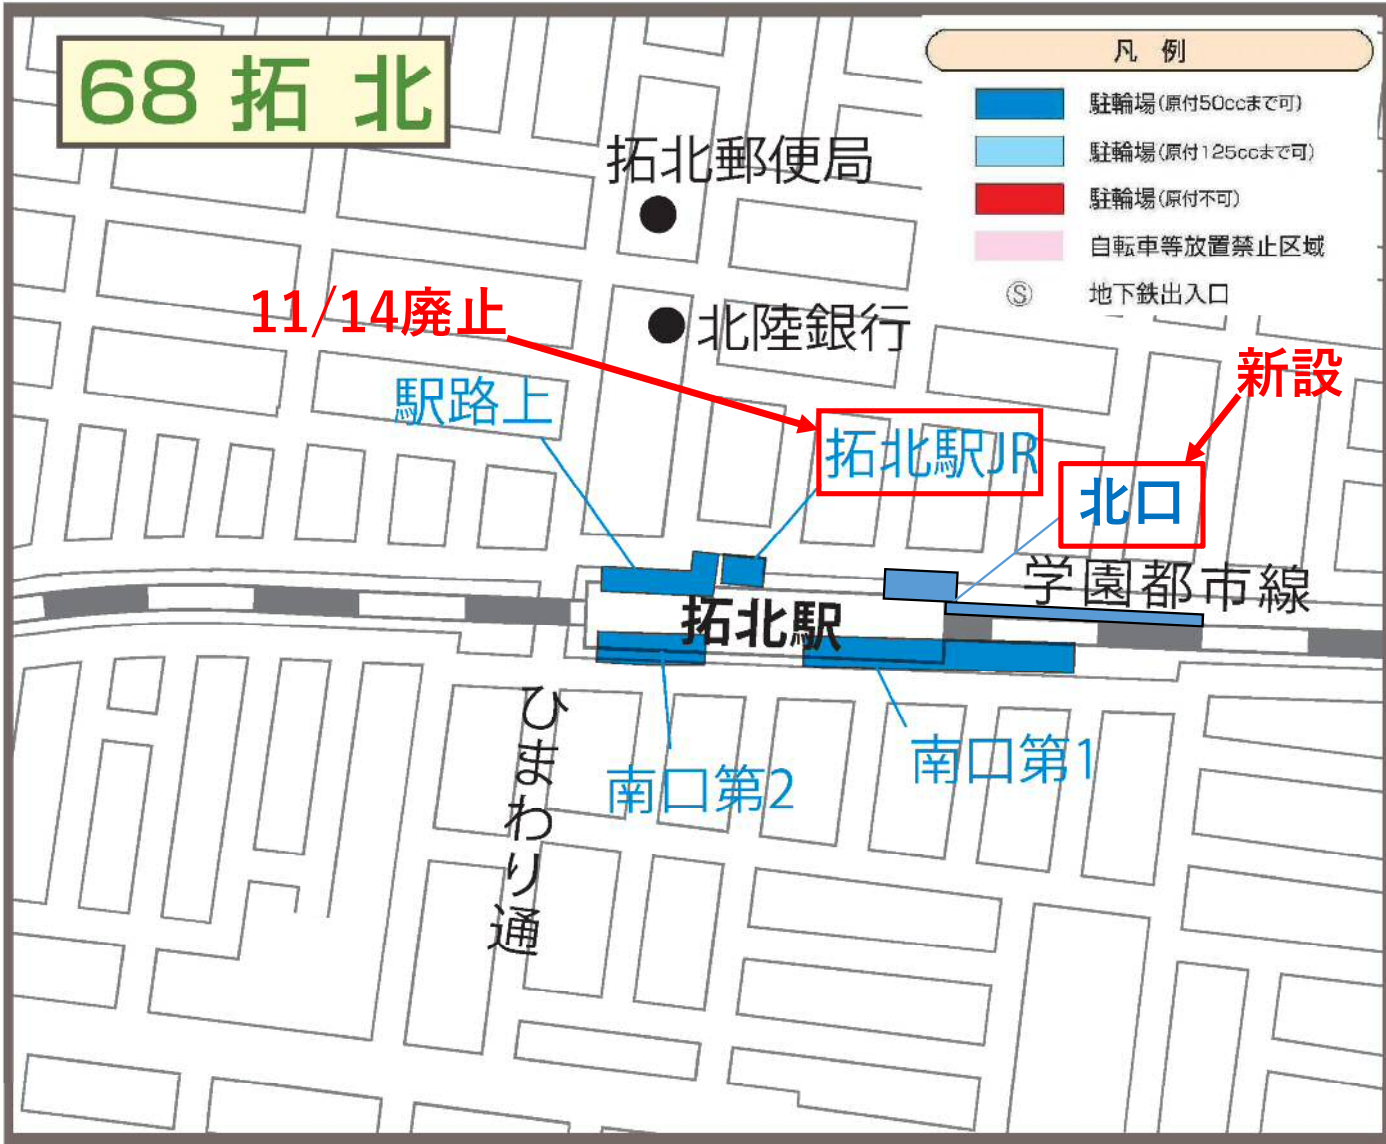 68 拓 北
凡 例
駐輪場(原付50ccまで可)
駐輪場(原付125ccまで可)
駐輪場(原付不可)
自転車等放置禁止区域
Ⓢ 地下鉄出入口
拓北郵便局
11/14廃止
北陸銀行
新設
駅路上
拓北駅JR
北口
学園都市線
拓北駅
ひまわり通
南口第2
南口第1